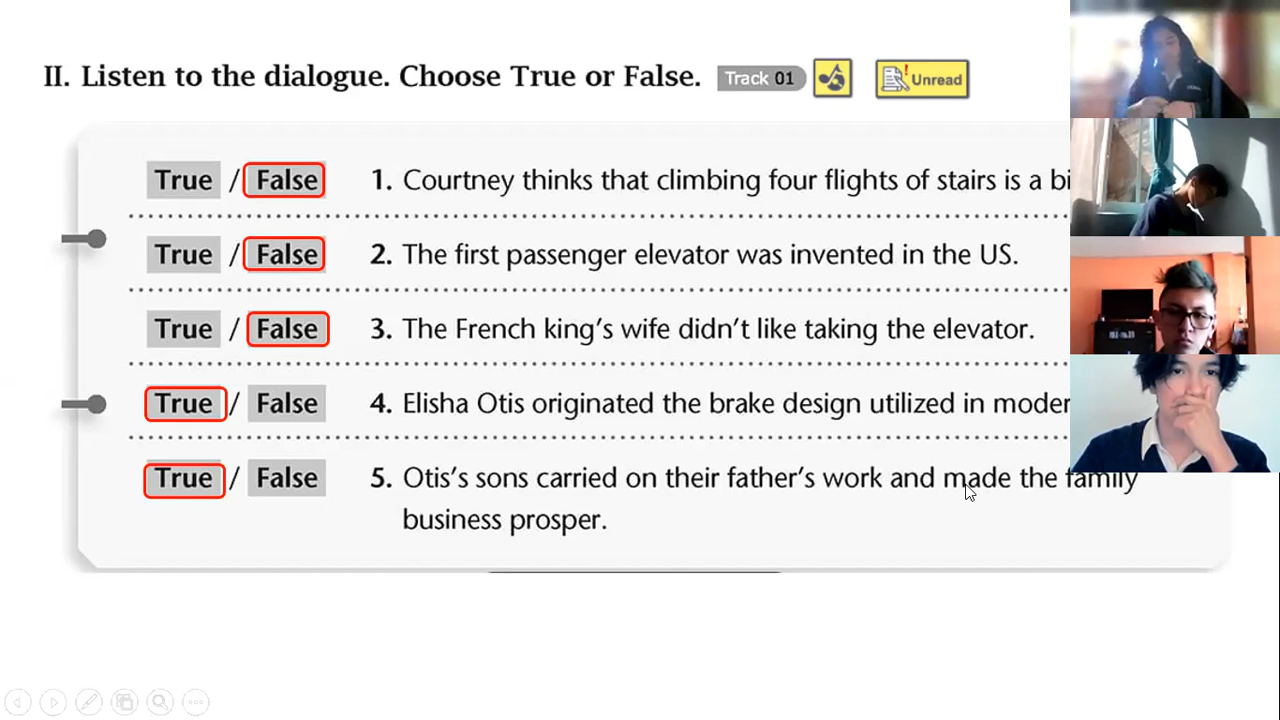 II. Listen to the dialogue. Choose True or False. Track 01 Unread
True / False 1. Courtney thinks that climbing four flights of stairs is a
True / False 2. The first passenger elevator was invented in the US.
True / False 3. The French king's wife didn't like taking the elevator.
True / False 4. Elisha Otis originated the brake design utilized in
True / False 5. Otis's sons carried on their father's work and made the family
business prosper.